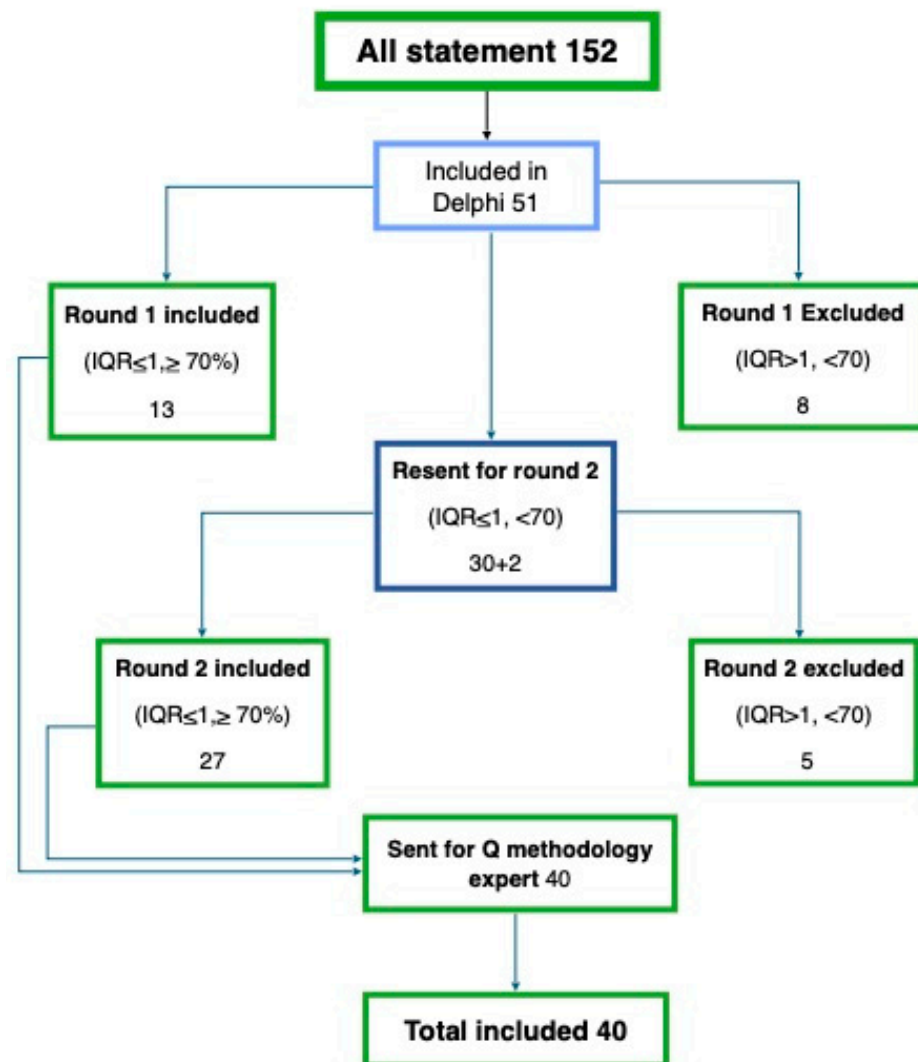 All statement 152
Included in
Delphi 51
Round 1 included
(IQR≤1,≥ 70%)
13
Round 1 Excluded
(IQR>1, <70)
8
Resent for round 2
(IQR≤1, <70)
30+2
Round 2 included
(IQR≤1,≥ 70%)
27
Round 2 excluded
(IQR>1, <70)
5
Sent for Q methodology
expert 40
Total included 40